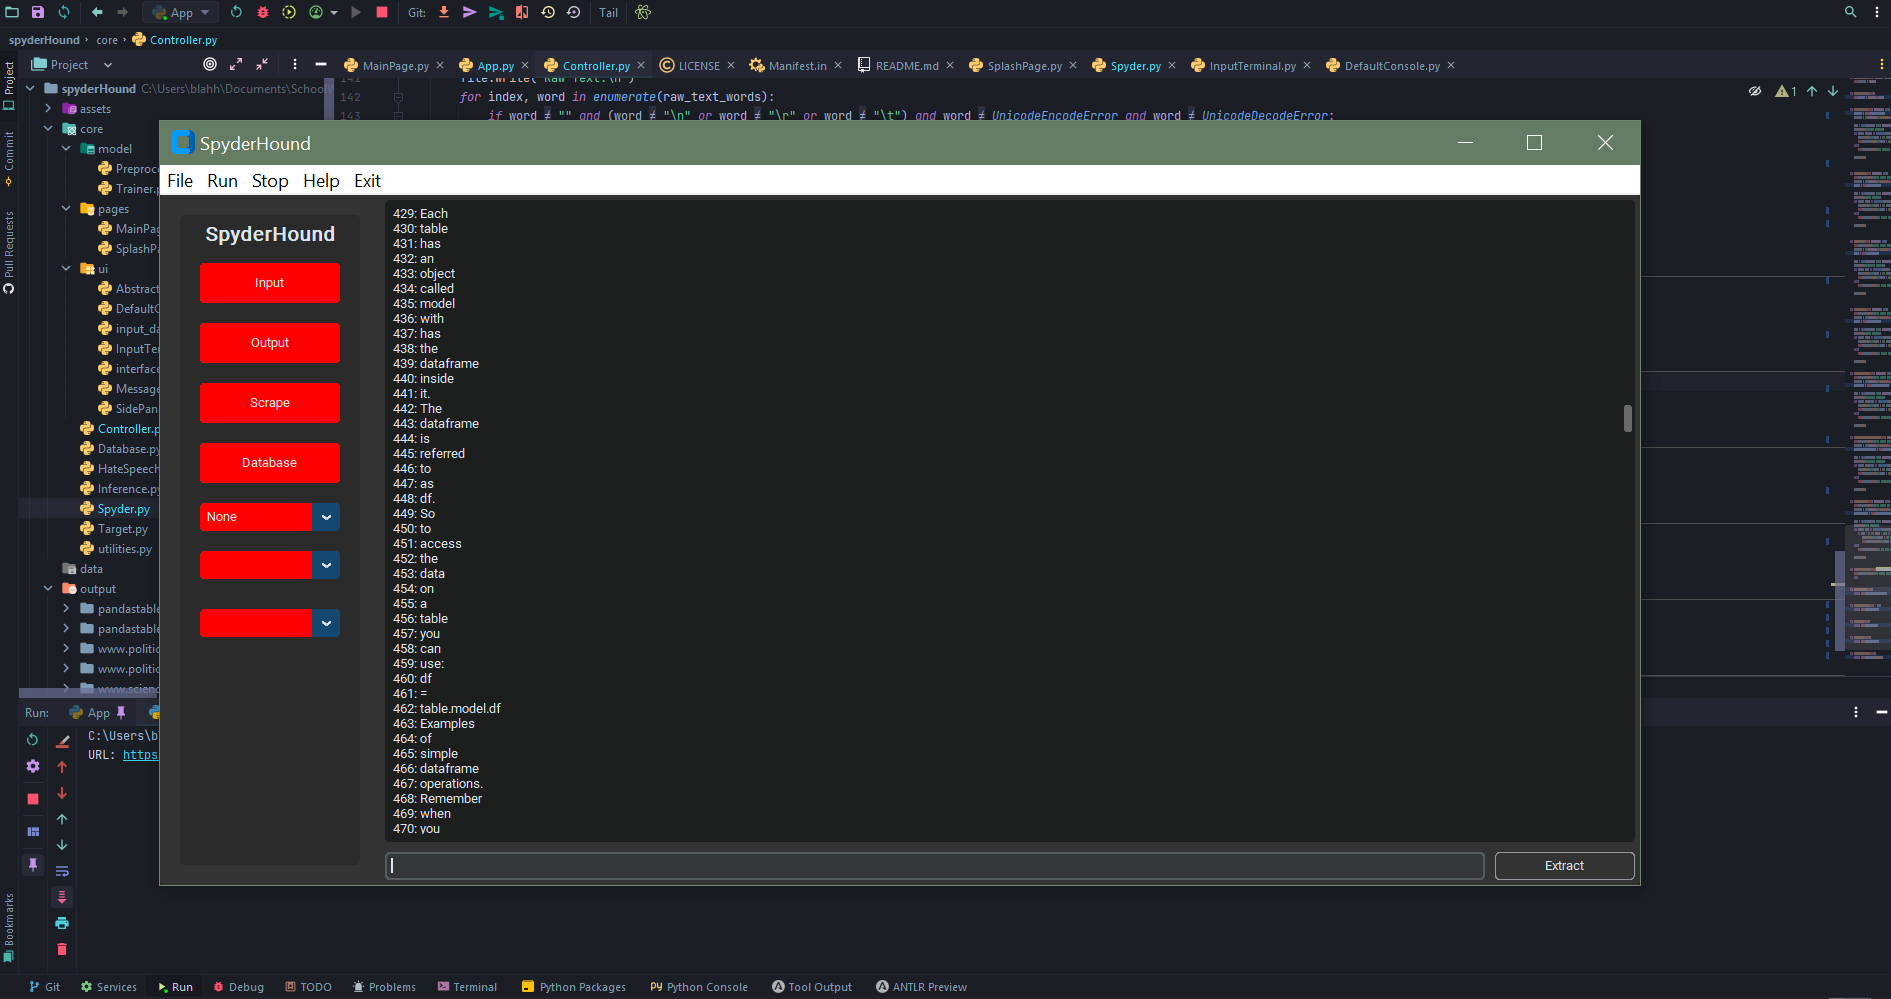 App
Git:
Tail
spyderHound
core
Controller.py
Project
MainPage.py
App.py
Controller.py
LICENSE
Manifest.in
README.md
SplashPage.py
Spyder.py
InputTerminal.py
DefaultConsole.py
spyderHound C:\Users\blahh\Documents\School
assets
core
model
Preproc
Trainer.
pages
MainPag
SplashPa
ui
Abstract
DefaultC
input_da
InputTer
interface
Message
SidePan
Controller.p
Database.py
HateSpeech
Inference.py
Spyder.py
Target.py
utilities.py
data
output
pandastable
pandastable
www.politic
www.politic
www.scienc
142
143
for index, word in enumerate(raw_text_words):
if word ≠ "" and (word ≠ "\n" or word ≠ "\r" or word ≠ "\t") and word ≠ UnicodeEncodeError and word ≠ UnicodeDecodeError:
1
SpyderHound
File Run Stop Help Exit
SpyderHound
Input
Output
Scrape
Database
None
429: Each
430: table
431: has
432: an
433: object
434: called
435: model
436: with
437: has
438: the
439: dataframe
440: inside
441: it.
442: The
443: dataframe
444: is
445: referred
446: to
447: as
448: df.
449: So
450: to
451: access
452: the
453: data
454: on
455: a
456: table
457: you
458: can
459: use:
460: df
461: =
462: table.model.df
463: Examples
464: of
465: simple
466: dataframe
467: operations.
468: Remember
469: when
470: you
Extract
Run:
App
C:\Users\b
URL: https
Project
Commit
Pull Requests
Bookmarks
Git
Services
Run
Debug
TODO
Problems
Terminal
Python Packages
Python Console
Tool Output
ANTLR Preview